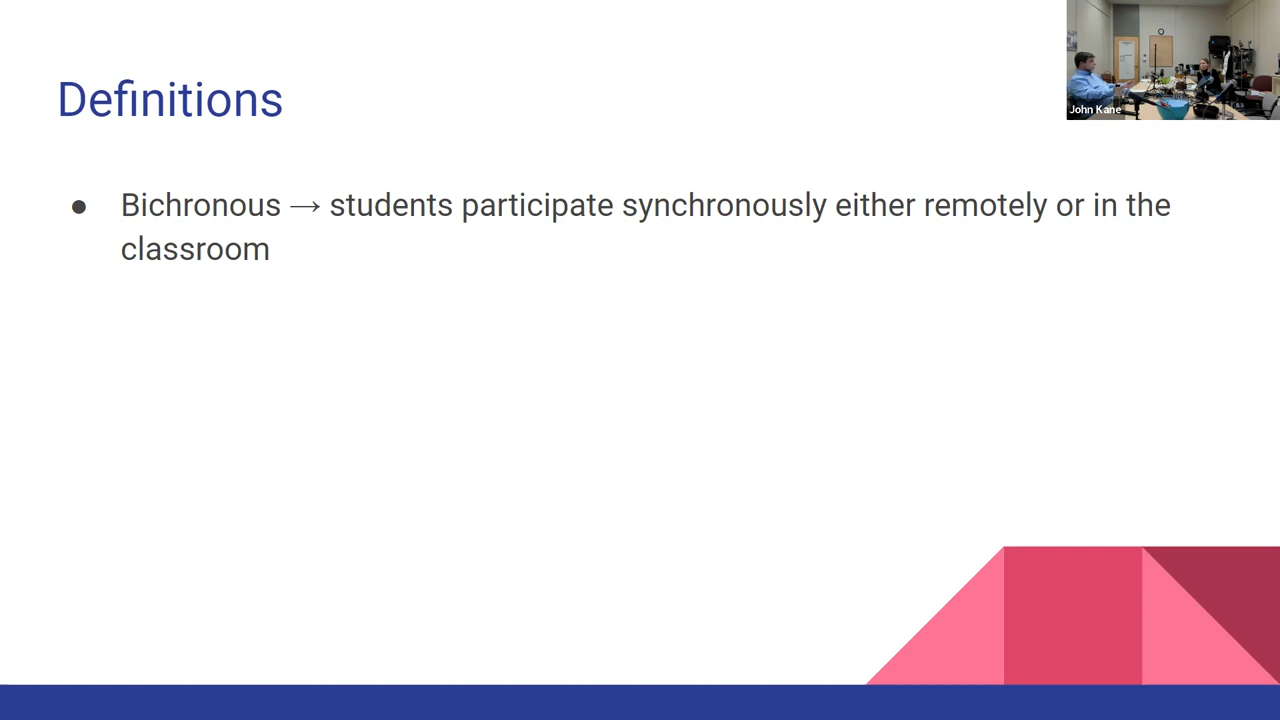 Definitions
● Bichronous → students participate synchronously either remotely or in the
classroom
John Kane